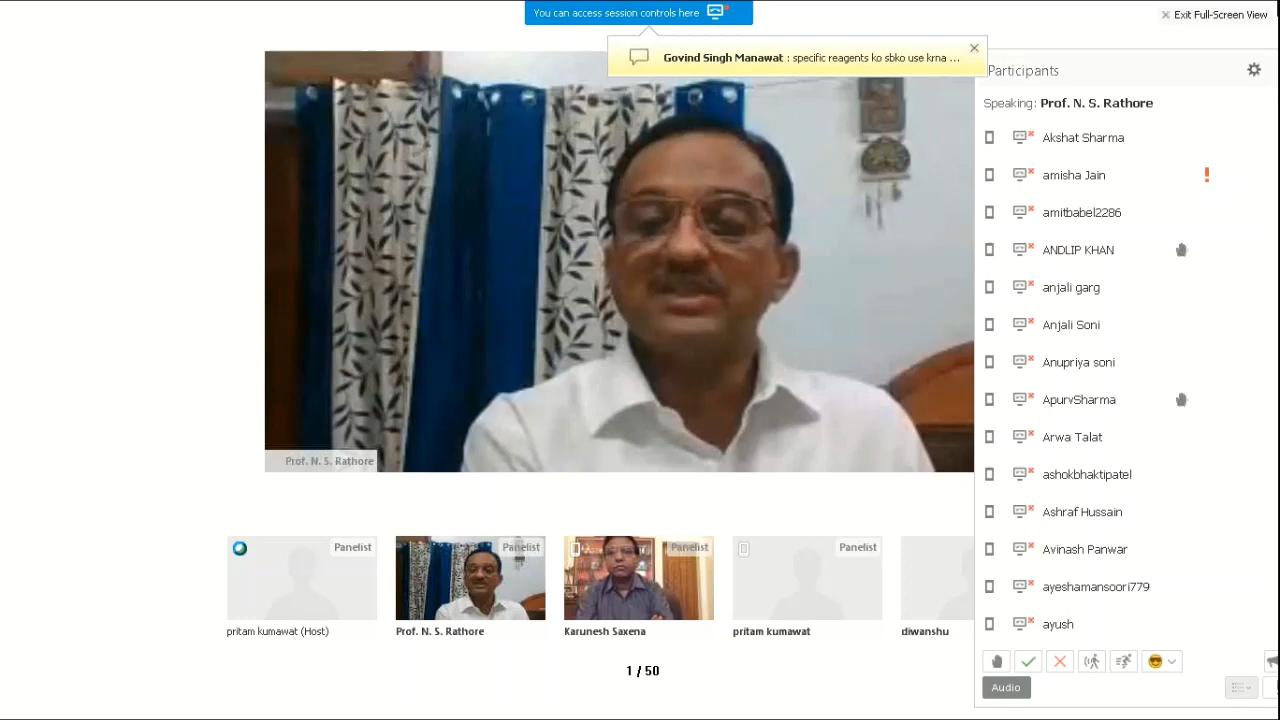 You can access session controls here
Exit Full-Screen View
Govind Singh Manawat : specific reagents ko sbko use krna ...
Participants
Speaking: Prof. N. S. Rathore
Akshat Sharma
amisha Jain
amitbabel2286
ANDLIP KHAN
anjali garg
Anjali Soni
Anupriya soni
ApurvSharma
Arwa Talat
ashokbhaktipatel
Ashraf Hussain
Avinash Panwar
ayeshamansoori779
ayush
Audio
Prof. N. S. Rathore
Panelist
Panelist
Panelist
Panelist
pritam kumawat (Host)
Prof. N. S. Rathore
Karunesh Saxena
pritam kumawat
diwanshu
1 / 50